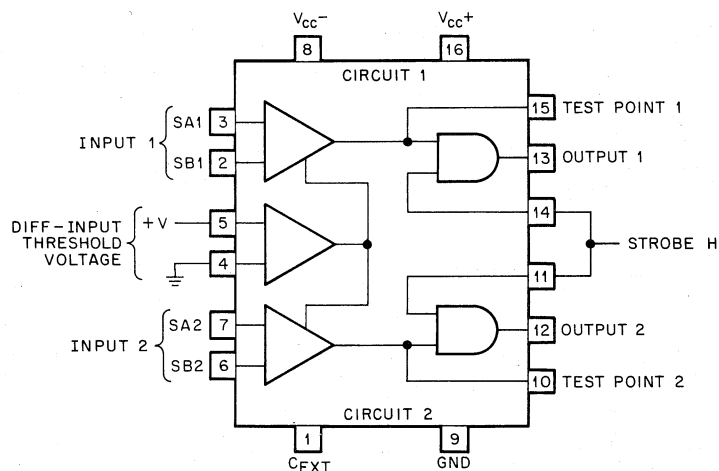 VCC-
VCC+
8
16
CIRCUIT 1
INPUT 1
SA1 3
SB1 2
15 TEST POINT 1
13 OUTPUT 1
DIFF-INPUT
THRESHOLD
VOLTAGE
+V 5
4
14
STROBE H
11
INPUT 2
SA2 7
SB2 6
12 OUTPUT 2
10 TEST POINT 2
CIRCUIT 2
1
9
CEXT
GND